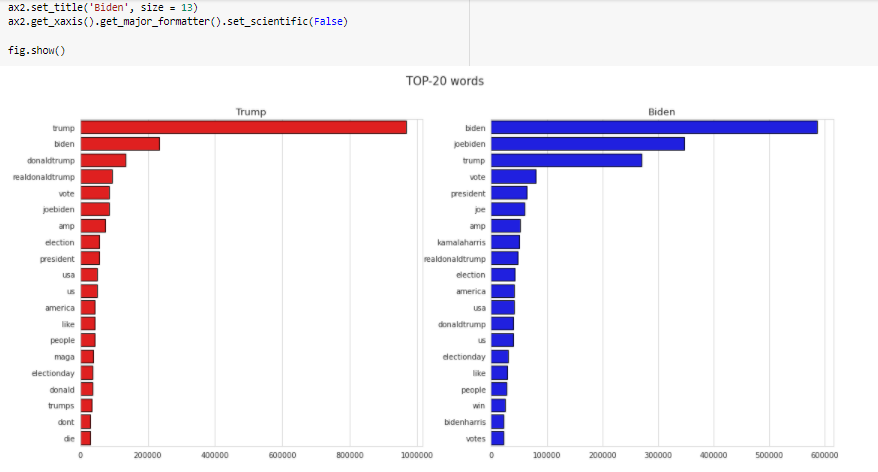 ax2.set_title('Biden', size = 13)
ax2.get_xaxis().get_major_formatter().set_scientific(False)
fig.show()
TOP-20 words
Trump
trump
biden
donaldtrump
realdonaldtrump
vote
joebiden
amp
election
president
usa
us
america
like
people
maga
electionday
donald
trumps
dont
die
0 200000 400000 600000 800000 1000000
Biden
biden
joebiden
trump
vote
president
joe
amp
kamalaharris
realdonaldtrump
election
america
usa
donaldtrump
us
electionday
like
people
win
bidenharris
votes
0 100000 200000 300000 400000 500000 600000